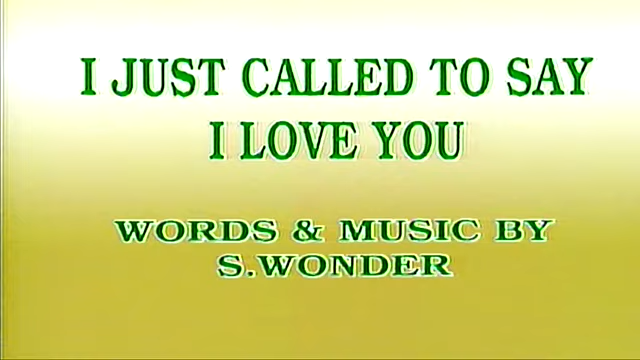 I JUST CALLED TO SAY
I LOVE YOU
WORDS & MUSIC BY
S.WONDER